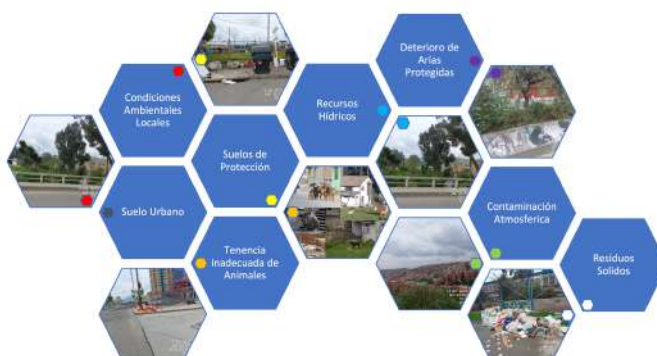 Condiciones
Ambientales
Locales
Suelo Urbano
Suelos de
Protección
Tenencia
Inadecuada de
Animales
Recursos
Hídricos
Deterioro de
Arias
Protegidas
Contaminación
Atmosferica
Residuos
Solidos